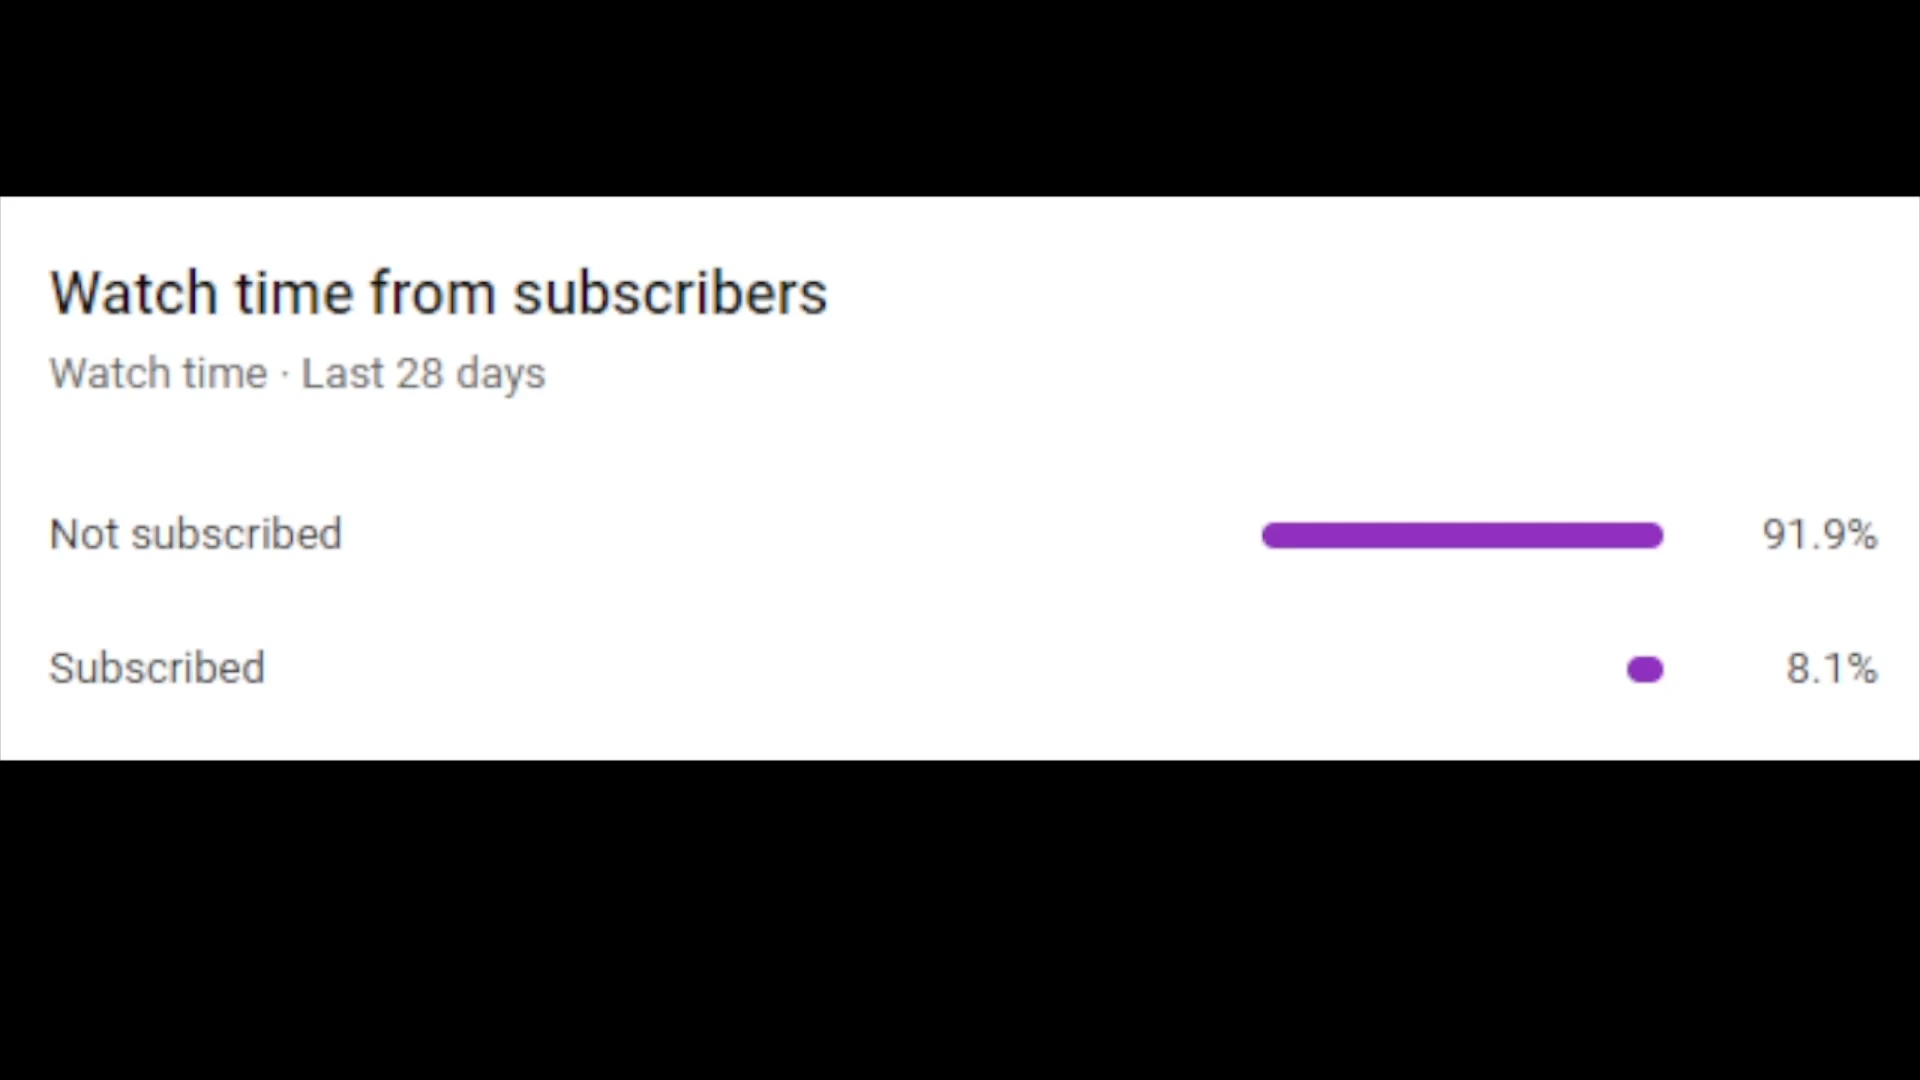 Watch time from subscribers
Watch time · Last 28 days
Not subscribed 91.9%
Subscribed 8.1%